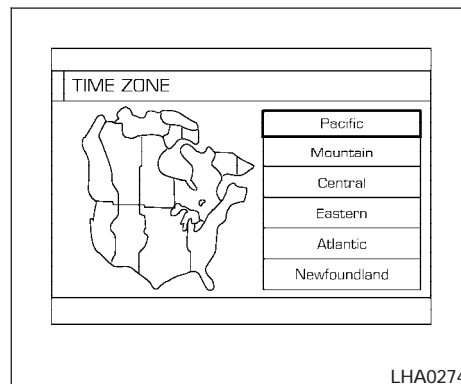 TIME ZONE
Pacific
Mountain
Central
Eastern
Atlantic
Newfoundland
LHA0274